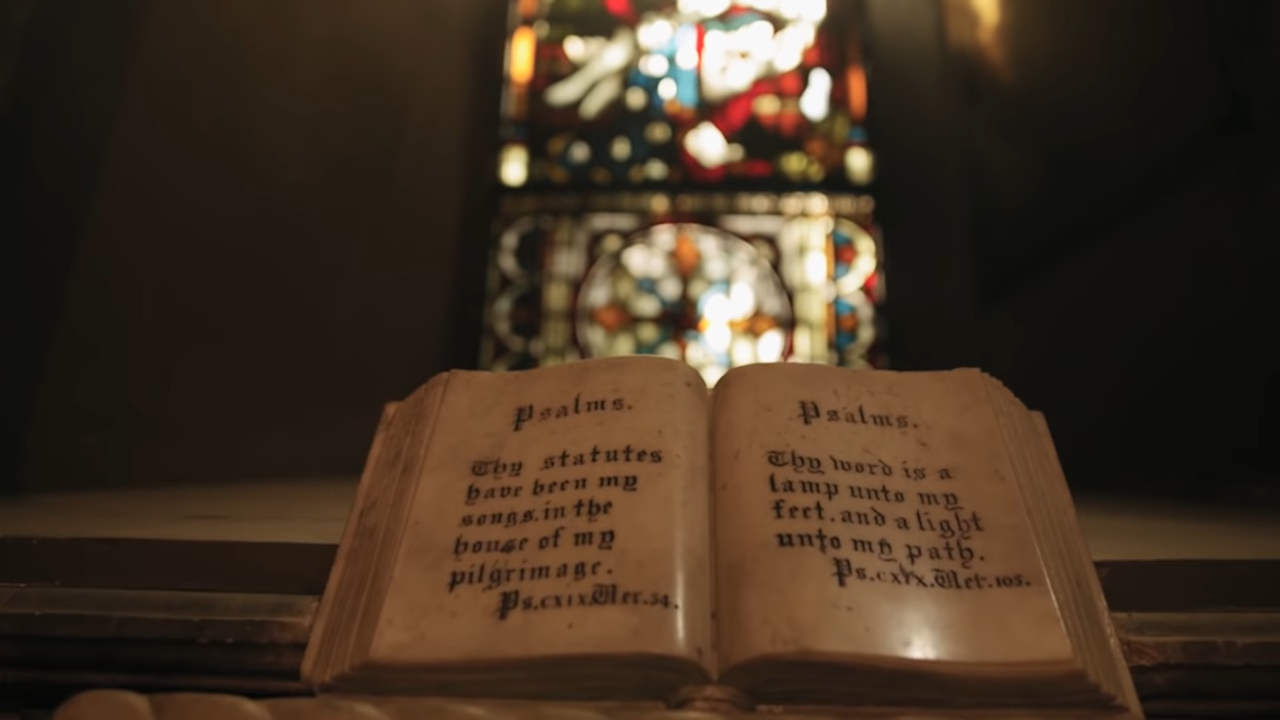 Psalms.
Thy statutes
have been my
songs.in the
house of my
pilgrimage.
Ps.cxix.Ver.54.
Psalms.
Thy word is a
lamp unto my
feet.and a light
unto my path.
Ps.cxix.Ver.105.